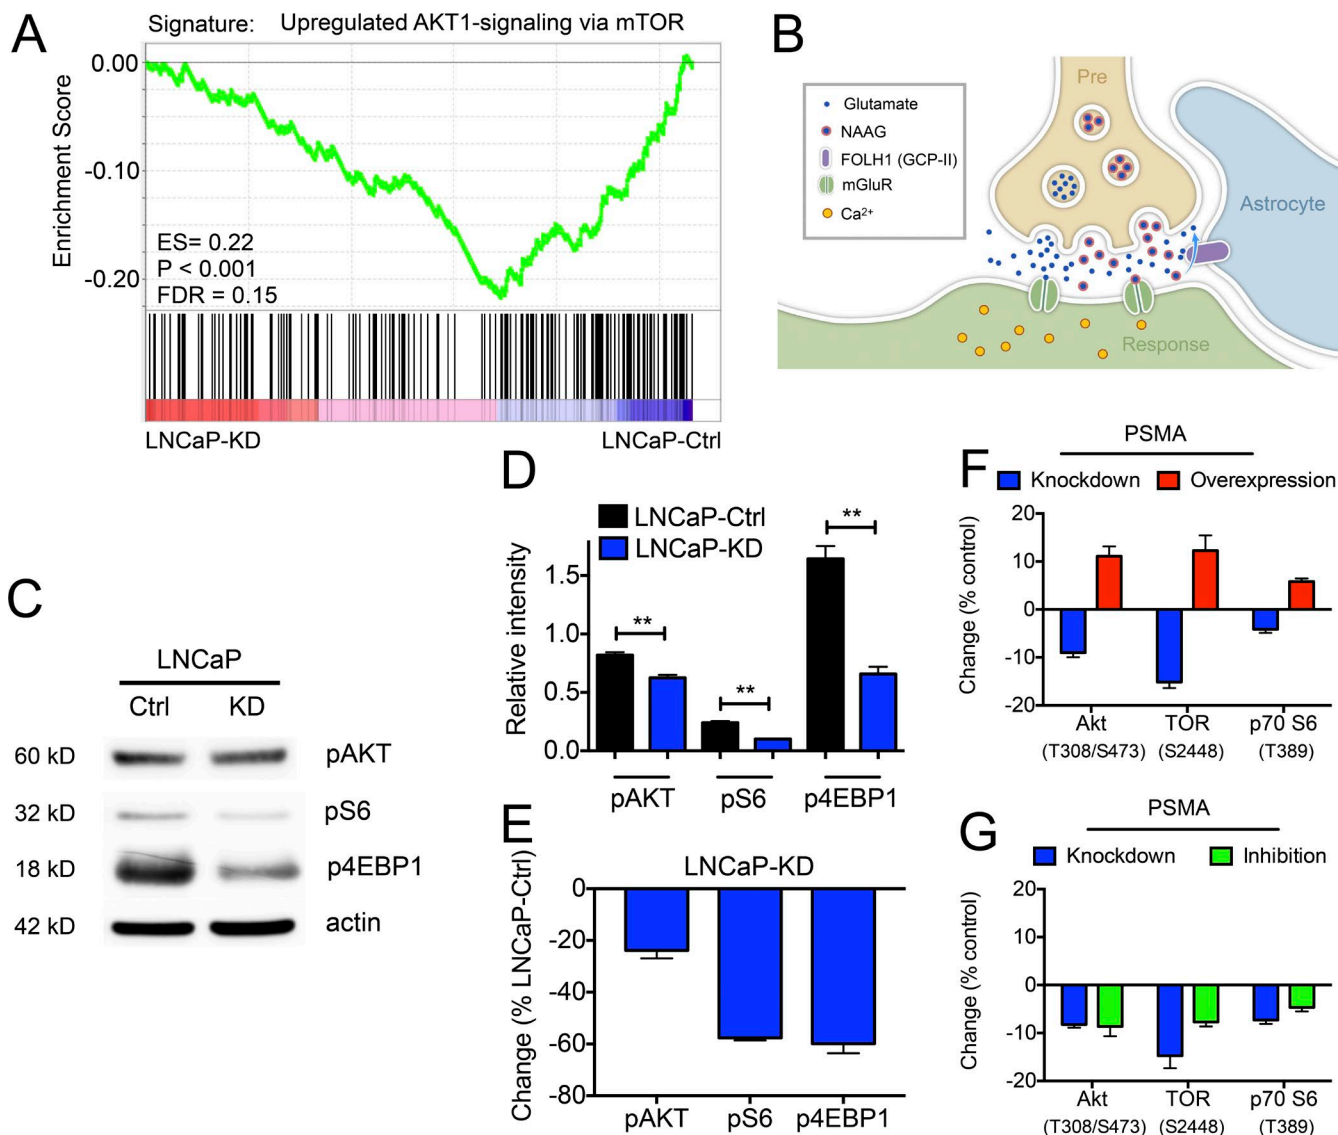 A
Signature: Upregulated AKT1-signaling via mTOR
Enrichment Score
0.00
-0.10
-0.20
ES= 0.22
P < 0.001
FDR = 0.15
LNCaP-KD
LNCaP-Ctrl
B
Glutamate
NAAG
FOLH1 (GCP-II)
mGluR
Ca²⁺
Pre
Astrocyte
Response
C
LNCaP
Ctrl KD
60 kD pAKT
32 kD pS6
18 kD p4EBP1
42 kD actin
D
LNCaP-Ctrl
LNCaP-KD
Relative intensity
1.5
1.0
0.5
0.0
**
**
**
pAKT pS6 p4EBP1
E
LNCaP-KD
Change (% LNCaP-Ctrl)
0
-20
-40
-60
-80
pAKT pS6 p4EBP1
F
PSMA
Knockdown Overexpression
Change (% control)
20
10
0
-10
-20
Akt TOR p70 S6
(T308/S473) (S2448) (T389)
G
PSMA
Knockdown Inhibition
Change (% control)
20
10
0
-10
-20
Akt TOR p70 S6
(T308/S473) (S2448) (T389)